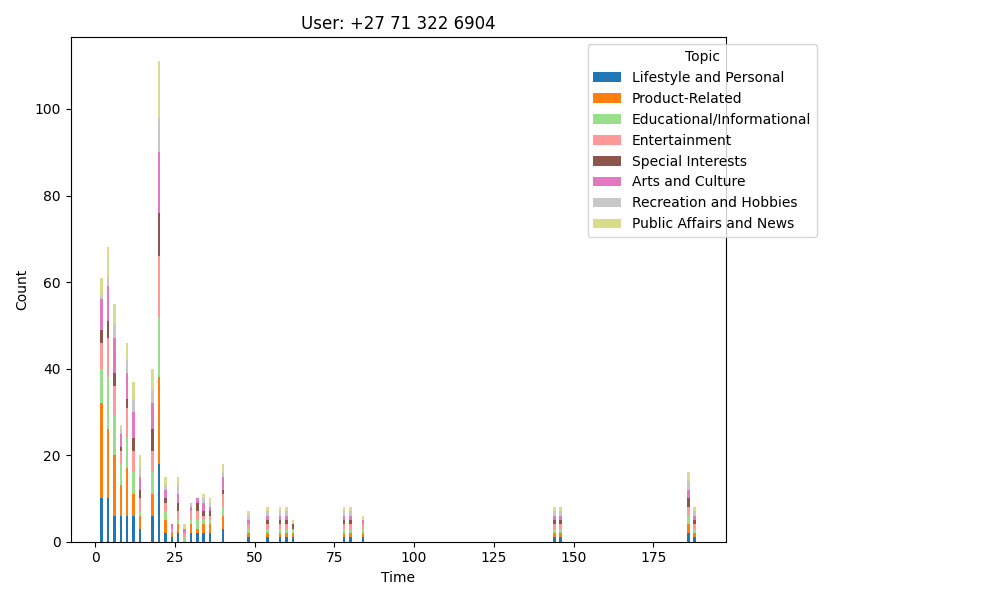 User: +27 71 322 6904
Topic
Lifestyle and Personal
Product-Related
Educational/Informational
Entertainment
Special Interests
Arts and Culture
Recreation and Hobbies
Public Affairs and News
Count
100
80
60
40
20
0
0 25 50 75 100 125 150 175
Time